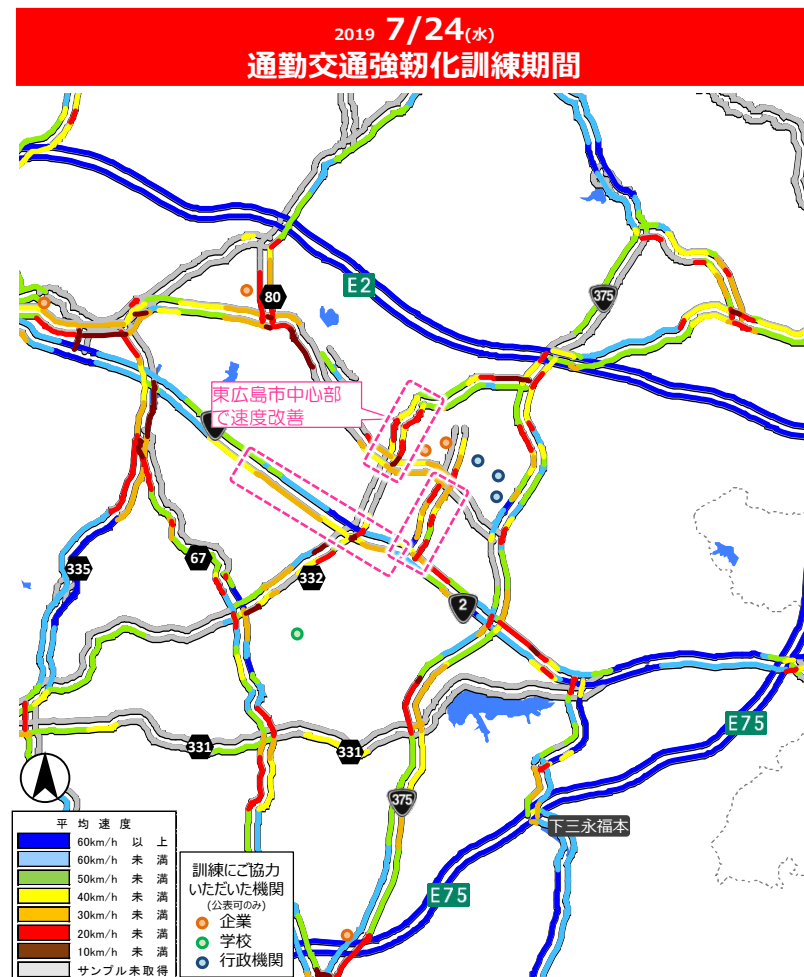 2019 7/24(水)
通勤交通強靭化訓練期間
E2
80
375
東広島市中心部
で速度改善
67
335
332
2
E75
331
331
375
下三永福本
E75
平均速度
60km/h 以上
60km/h 未満
50km/h 未満
40km/h 未満
30km/h 未満
20km/h 未満
10km/h 未満
サンプル未取得
訓練にご協力
いただいた機関
(公表可のみ)
企業
学校
行政機関